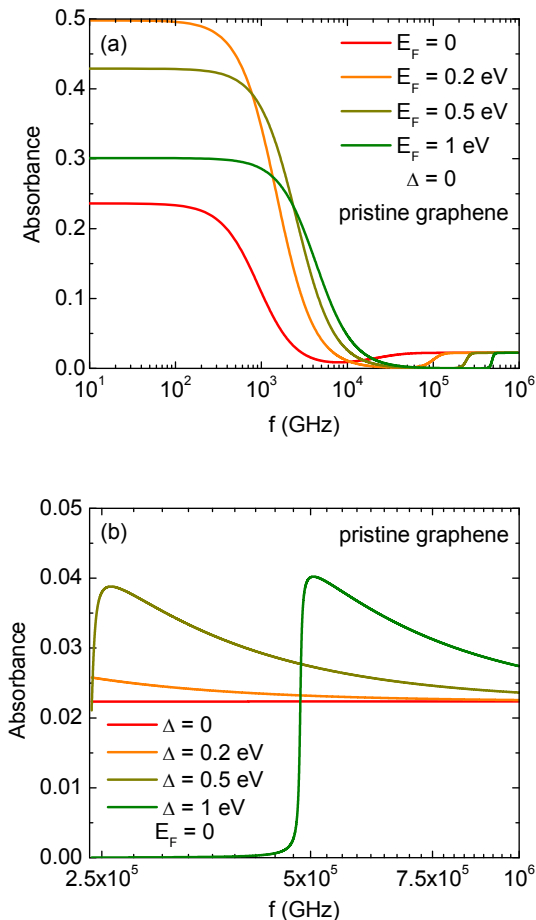 (a)
E_F = 0
E_F = 0.2 eV
E_F = 0.5 eV
E_F = 1 eV
Δ = 0
pristine graphene
Absorbance
0.5
0.4
0.3
0.2
0.1
0.0
10^1 10^2 10^3 10^4 10^5 10^6
f (GHz)
(b)
pristine graphene
Absorbance
0.05
0.04
0.03
0.02
0.01
0.00
Δ = 0
Δ = 0.2 eV
Δ = 0.5 eV
Δ = 1 eV
E_F = 0
2.5x10^5 5x10^5 7.5x10^5 10^6
f (GHz)